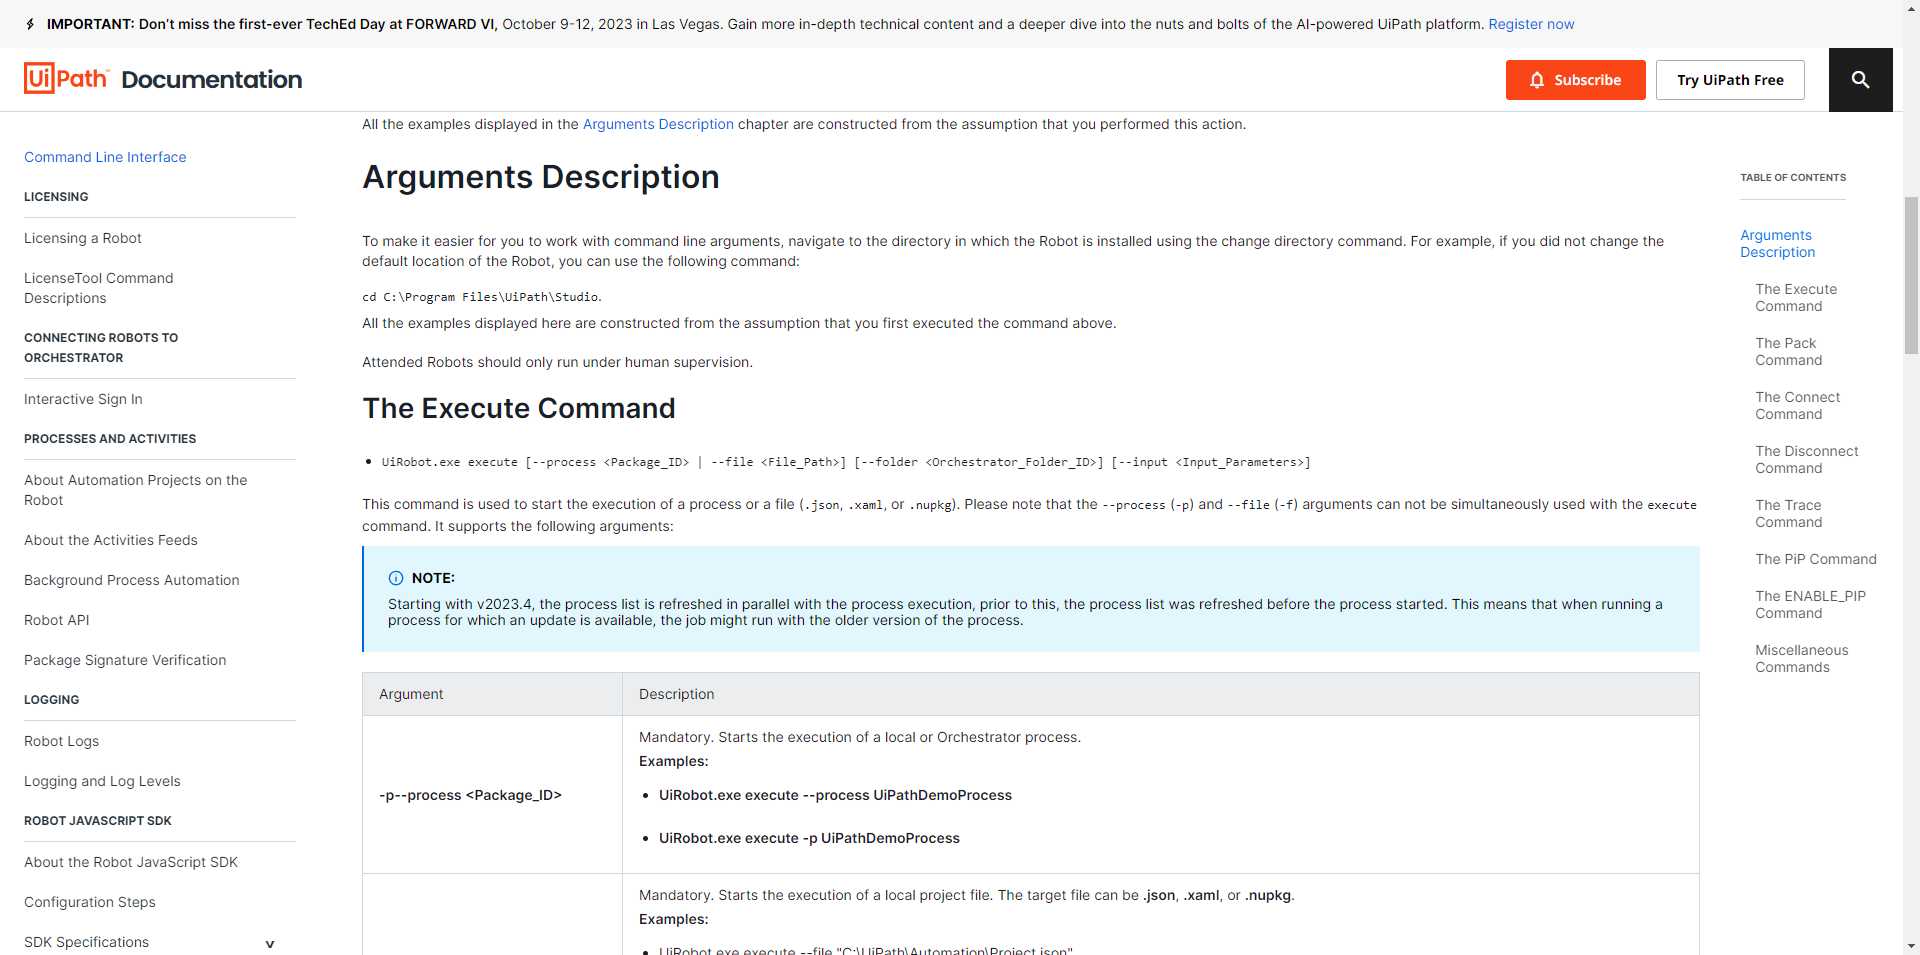 IMPORTANT: Don't miss the first-ever TechEd Day at FORWARD VI, October 9-12, 2023 in Las Vegas. Gain more in-depth technical content and a deeper dive into the nuts and bolts of the AI-powered UiPath platform. Register now
UiPath™ Documentation
Subscribe
Try UiPath Free
Command Line Interface
LICENSING
Licensing a Robot
LicenseTool Command
Descriptions
CONNECTING ROBOTS TO
ORCHESTRATOR
Interactive Sign In
PROCESSES AND ACTIVITIES
About Automation Projects on the
Robot
About the Activities Feeds
Background Process Automation
Robot API
Package Signature Verification
LOGGING
Robot Logs
Logging and Log Levels
ROBOT JAVASCRIPT SDK
About the Robot JavaScript SDK
Configuration Steps
SDK Specifications
All the examples displayed in the Arguments Description chapter are constructed from the assumption that you performed this action.
Arguments Description
To make it easier for you to work with command line arguments, navigate to the directory in which the Robot is installed using the change directory command. For example, if you did not change the
default location of the Robot, you can use the following command:
cd C:\Program Files\UiPath\Studio.
All the examples displayed here are constructed from the assumption that you first executed the command above.
Attended Robots should only run under human supervision.
The Execute Command
• UiRobot.exe execute [--process <Package_ID> | --file <File_Path>] [--folder <Orchestrator_Folder_ID>] [--input <Input_Parameters>]
This command is used to start the execution of a process or a file (.json, .xaml, or .nupkg). Please note that the --process (-p) and --file (-f) arguments can not be simultaneously used with the execute
command. It supports the following arguments:
NOTE:
Starting with v2023.4, the process list is refreshed in parallel with the process execution, prior to this, the process list was refreshed before the process started. This means that when running a
process for which an update is available, the job might run with the older version of the process.
Argument
Description
-p--process <Package_ID>
Mandatory. Starts the execution of a local or Orchestrator process.
Examples:
• UiRobot.exe execute --process UiPathDemoProcess
• UiRobot.exe execute -p UiPathDemoProcess
Mandatory. Starts the execution of a local project file. The target file can be .json, .xaml, or .nupkg.
Examples:
• UiRobot.exe execute --file "C:\UiPath\Automation\Project.json"
TABLE OF CONTENTS
Arguments
Description
The Execute
Command
The Pack
Command
The Connect
Command
The Disconnect
Command
The Trace
Command
The PiP Command
The ENABLE_PIP
Command
Miscellaneous
Commands